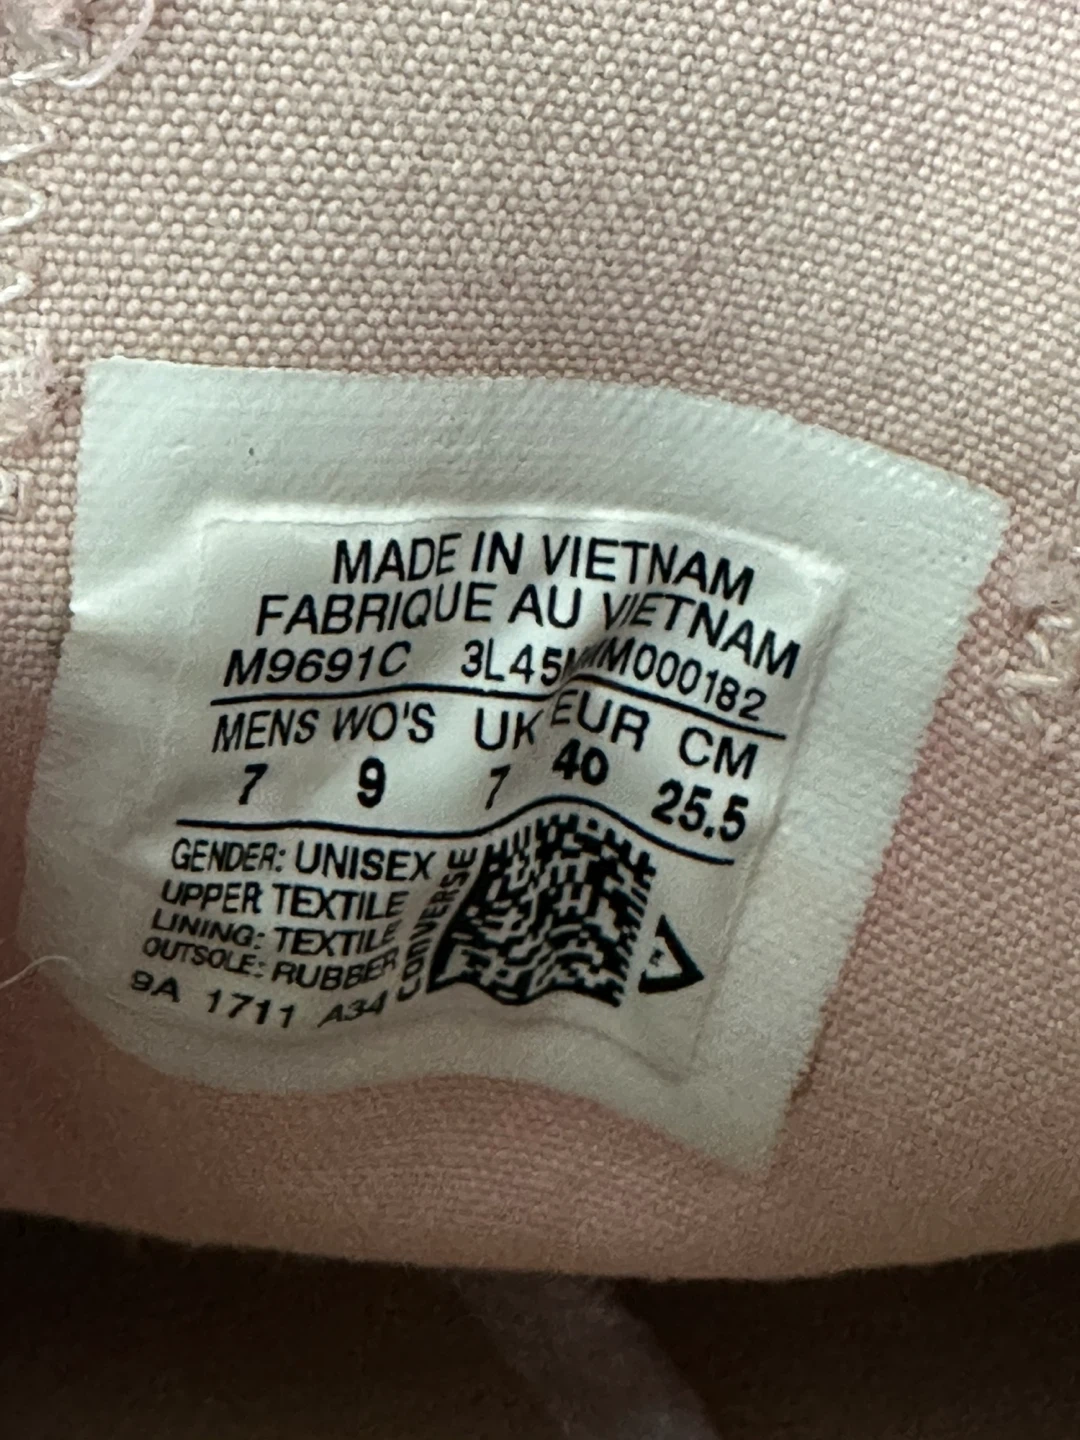 MADE IN VIETNAM
FABRIQUE AU VIETNAM
M9691C 3L45MMM000182
MENS WO'S UK EUR CM
7 9 7 40 25.5
GENDER: UNISEX
UPPER TEXTILE
LINING: TEXTILE
OUTSOLE: RUBBER
9A 1711 A34
CONVERSE